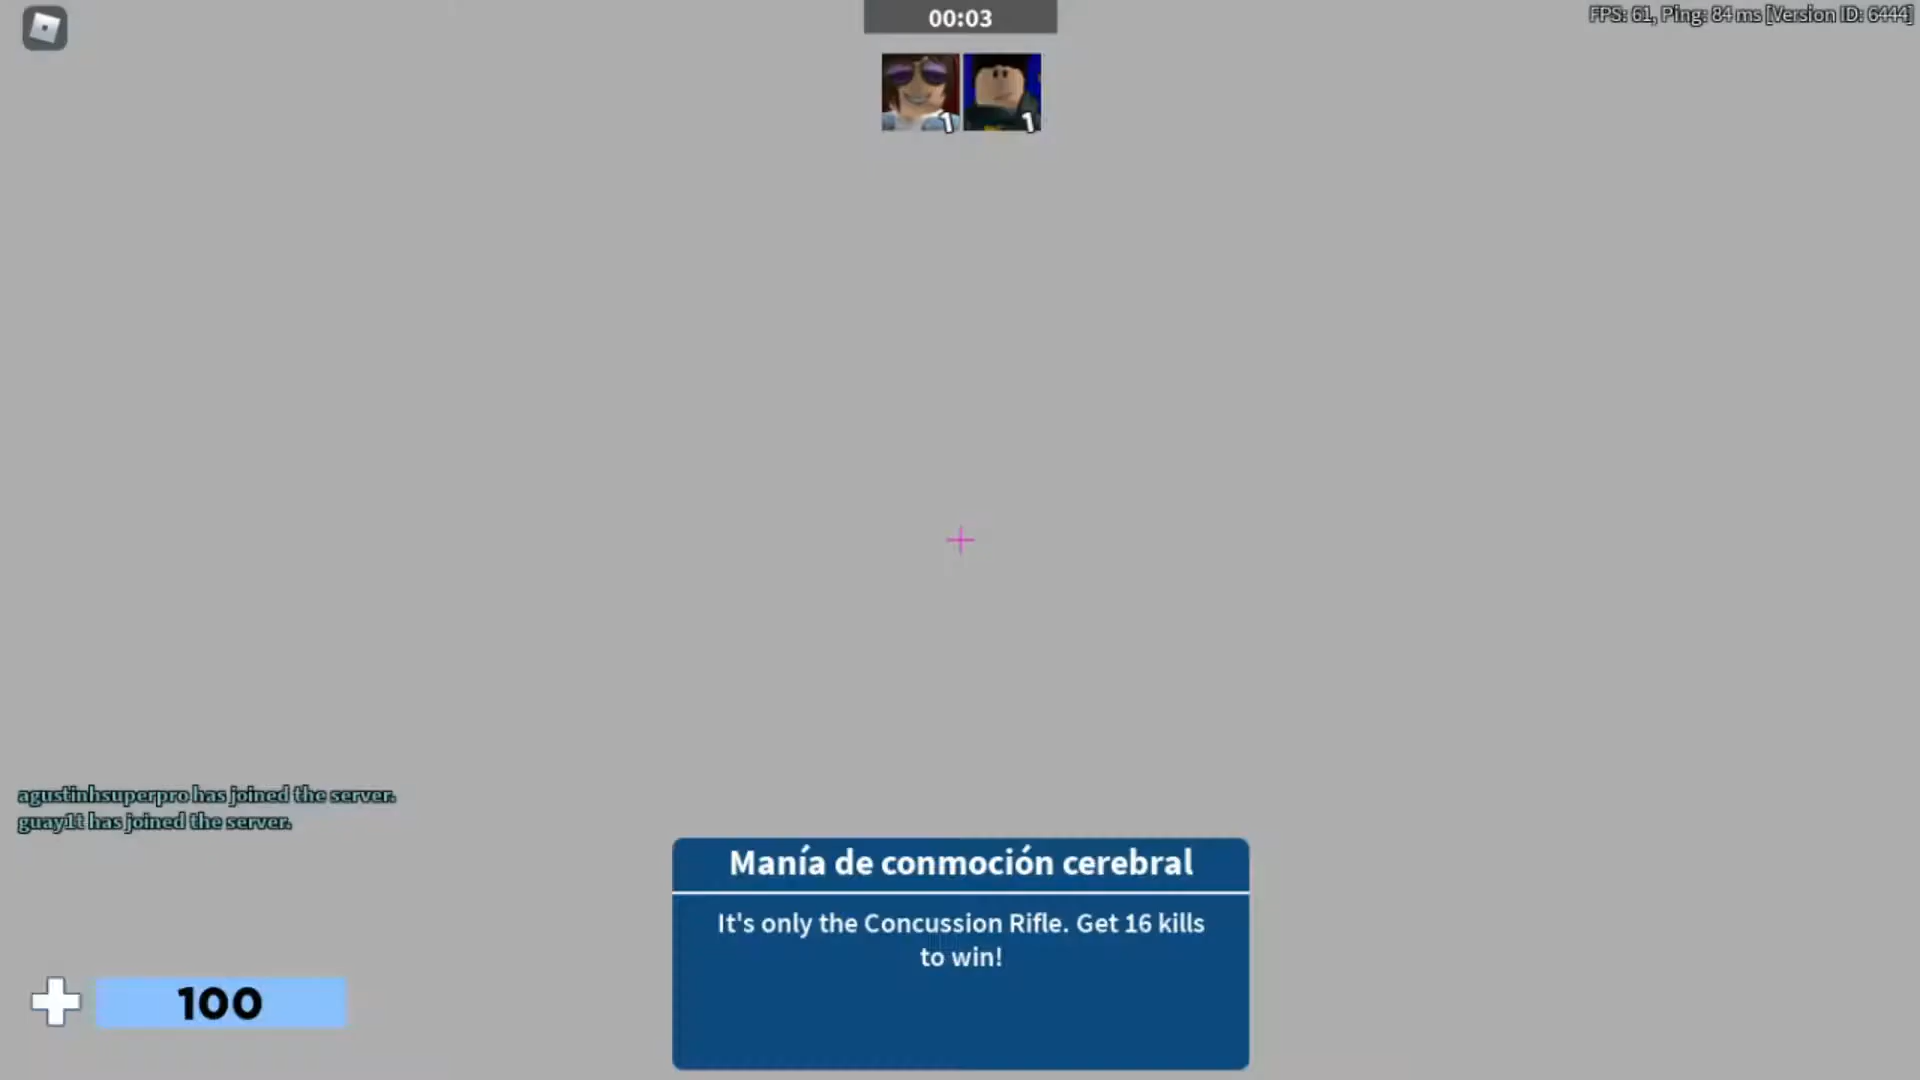 00:03
FPS: 61, Ping: 84 ms [Version ID: 6444]
1 1
agustinhsuperpro has joined the server.
guay1t has joined the server.
Manía de conmoción cerebral
It's only the Concussion Rifle. Get 16 kills
to win!
100